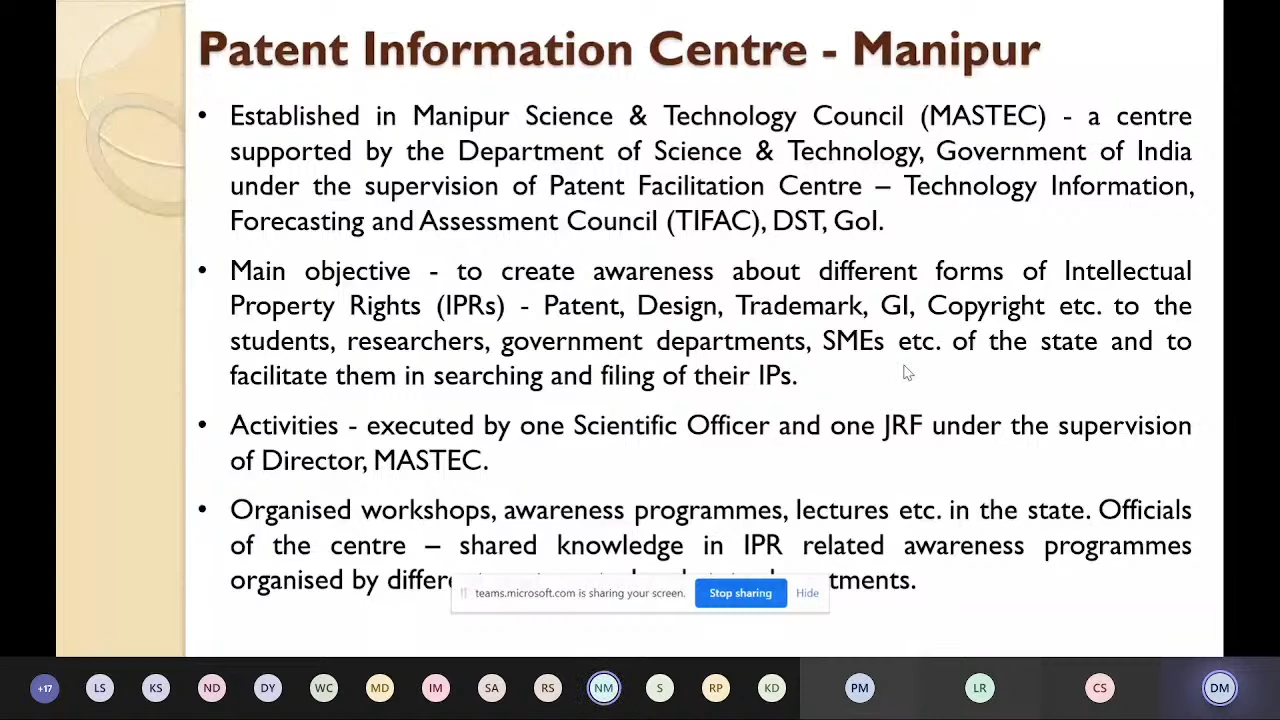 Patent Information Centre - Manipur
• Established in Manipur Science & Technology Council (MASTEC) - a centre
supported by the Department of Science & Technology, Government of India
under the supervision of Patent Facilitation Centre – Technology Information,
Forecasting and Assessment Council (TIFAC), DST, GoI.
• Main objective - to create awareness about different forms of Intellectual
Property Rights (IPRs) - Patent, Design, Trademark, GI, Copyright etc. to the
students, researchers, government departments, SMEs etc. of the state and to
facilitate them in searching and filing of their IPs.
• Activities - executed by one Scientific Officer and one JRF under the supervision
of Director, MASTEC.
• Organised workshops, awareness programmes, lectures etc. in the state. Officials
of the centre – shared knowledge in IPR related awareness programmes
organised by
teams.microsoft.com is sharing your screen. Stop sharing Hide
+17 LS KS ND DY WC MD IM SA RS NM S RP KD PM LR CS DM